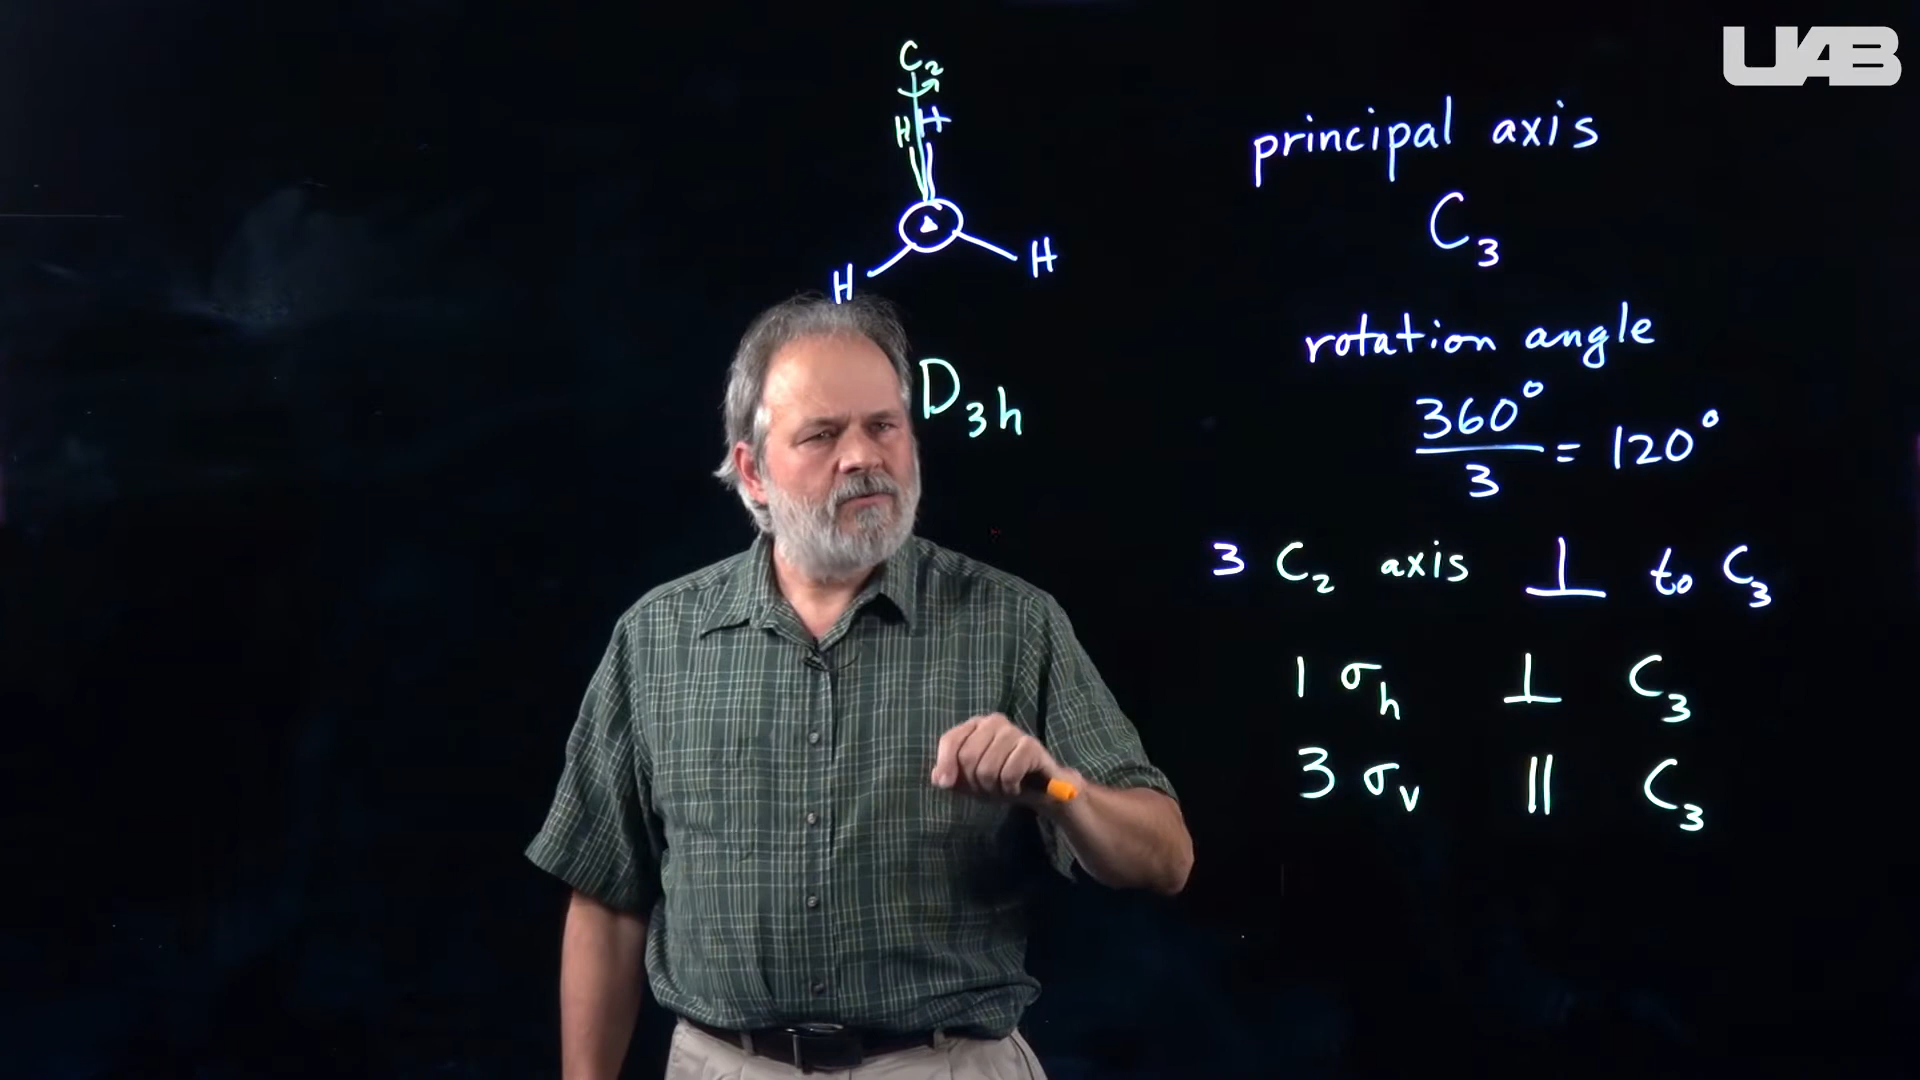 UAB
C₂
H H
H
H
D₃h
principal axis
C₃
rotation angle
360°
3
= 120°
3 C₂ axis ⊥ to C₃
1 σh ⊥ C₃
3 σv || C₃